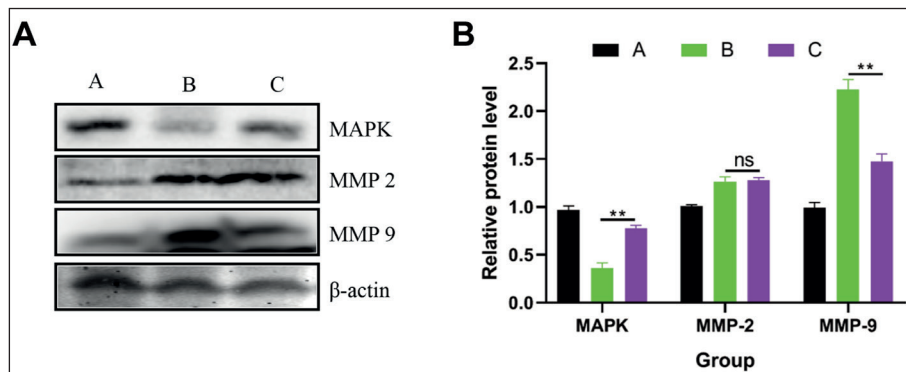 A
A B C
MAPK
MMP 2
MMP 9
β-actin
B
A B C
Relative protein level
2.5
2.0
1.5
1.0
0.5
0.0
**
ns
**
MAPK MMP-2 MMP-9
Group